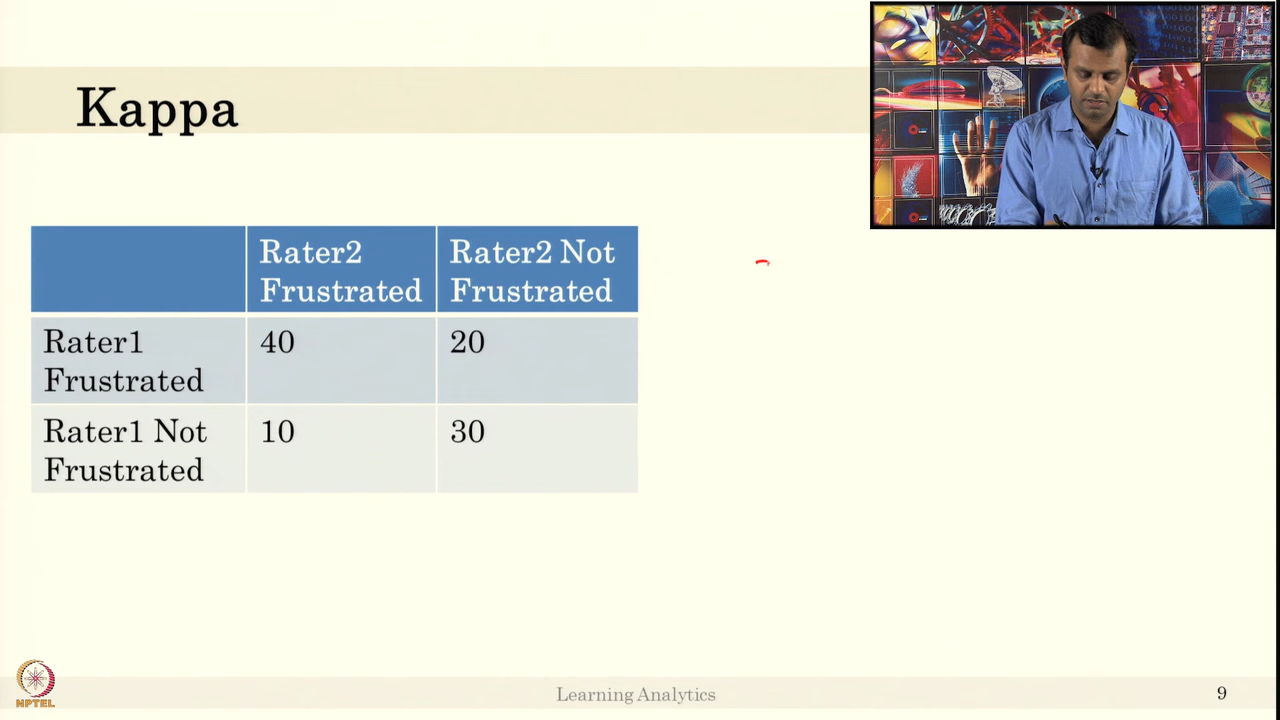 Kappa
Rater2 Frustrated
Rater2 Not Frustrated
Rater1 Frustrated
40
20
Rater1 Not Frustrated
10
30
NPTEL
Learning Analytics
9